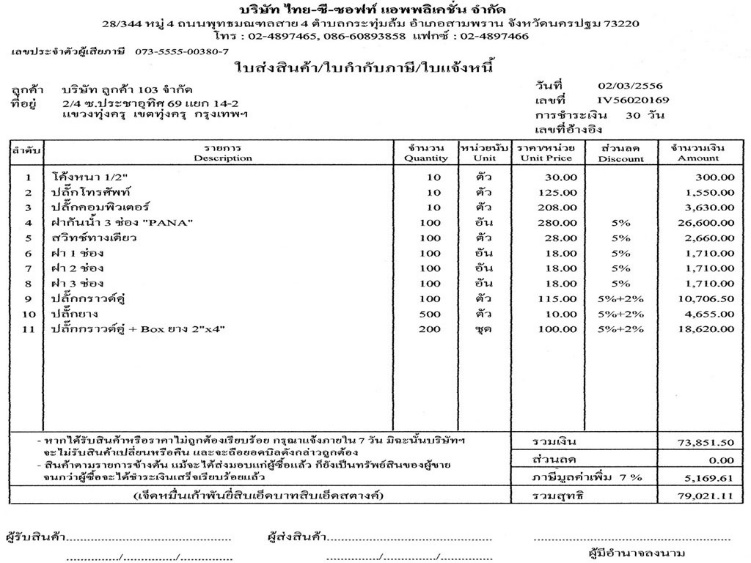 บริษัท ไทย-ซี-ซอฟท์ แอพพลิเคชั่น จำกัด
28/344 หมู่ 4 ถนนพุทธมณฑลสาย 4 ตำบลกระทุ่มล้ม อำเภอสามพราน จังหวัดนครปฐม 73220
โทร : 02-4897465, 086-60893858 แฟกซ์ : 02-4897466
เลขประจำตัวผู้เสียภาษี 073-5555-00380-7
ใบส่งสินค้า/ใบกำกับภาษี/ใบแจ้งหนี้
ลูกค้า บริษัท ลูกค้า 103 จำกัด
ที่อยู่ 2/4 ซ.ประชาอุทิศ 69 แยก 14-2
แขวงทุ่งครุ เขตทุ่งครุ กรุงเทพฯ
วันที่ 02/03/2556
เลขที่ IV56020169
การชำระเงิน 30 วัน
เลขที่อ้างอิง
ลำดับ รายการ จำนวน หน่วยนับ ราคา/หน่วย ส่วนลด จำนวนเงิน
Description Quantity Unit Unit Price Discount Amount
1 โค้งหนา 1/2" 10 ตัว 30.00 300.00
2 ปลั๊กโทรศัพท์ 10 ตัว 125.00 1,550.00
3 ปลั๊กคอมพิวเตอร์ 10 ตัว 208.00 3,630.00
4 ฝากันน้ำ 3 ช่อง "PANA" 100 อัน 280.00 5% 26,600.00
5 สวิทช์ทางเดียว 100 ตัว 28.00 5% 2,660.00
6 ฝา 1 ช่อง 100 อัน 18.00 5% 1,710.00
7 ฝา 2 ช่อง 100 อัน 18.00 5% 1,710.00
8 ฝา 3 ช่อง 100 อัน 18.00 5% 1,710.00
9 ปลั๊กกราวด์คู่ 100 ตัว 115.00 5%+2% 10,706.50
10 ปลั๊กยาง 500 ตัว 10.00 5%+2% 4,655.00
11 ปลั๊กกราวด์คู่ + Box ยาง 2"x4" 200 ชุด 100.00 5%+2% 18,620.00
- หากได้รับสินค้าหรือราคาไม่ถูกต้องเรียบร้อย กรุณาแจ้งภายใน 7 วัน มิฉะนั้นบริษัทฯ
จะไม่รับสินค้าเปลี่ยนหรือคืน และจะถือยอดบิลดังกล่าวถูกต้อง
- สินค้าตามรายการข้างต้น แม้จะได้ส่งมอบแก่ผู้ซื้อแล้ว ก็ยังเป็นทรัพย์สินของผู้ขาย
จนกว่าผู้ซื้อจะได้ชำระเงินเสร็จเรียบร้อยแล้ว
รวมเงิน 73,851.50
ส่วนลด 0.00
ภาษีมูลค่าเพิ่ม 7 % 5,169.61
(เจ็ดหมื่นเก้าพันยี่สิบเอ็ดบาทสิบเอ็ดสตางค์) รวมสุทธิ 79,021.11
ผู้รับสินค้า........................................ ผู้ส่งสินค้า........................................ ........................................
............../............../.............. ............../............../.............. ผู้มีอำนาจลงนาม